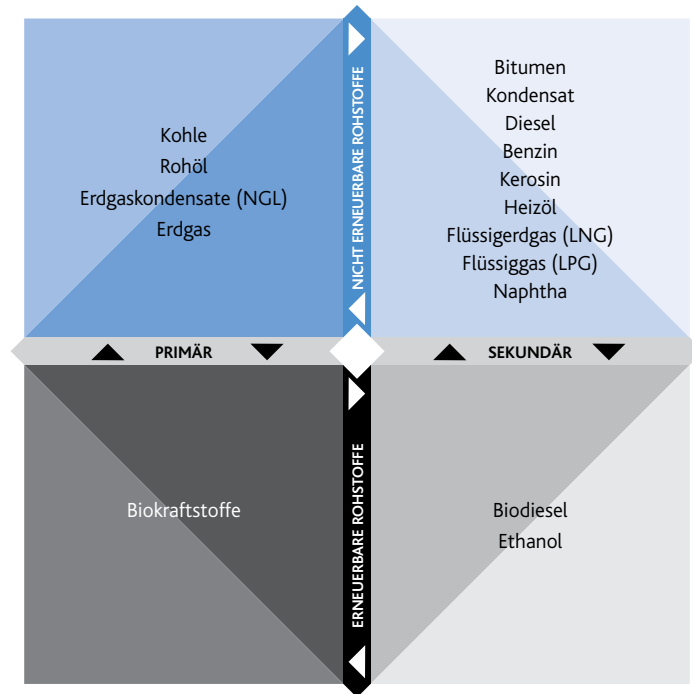 Kohle
Rohöl
Erdgaskondensate (NGL)
Erdgas
NICHT ERNEUERBARE ROHSTOFFE
Bitumen
Kondensat
Diesel
Benzin
Kerosin
Heizöl
Flüssigerdgas (LNG)
Flüssiggas (LPG)
Naphtha
PRIMÄR
SEKUNDÄR
Biokraftstoffe
ERNEUERBARE ROHSTOFFE
Biodiesel
Ethanol